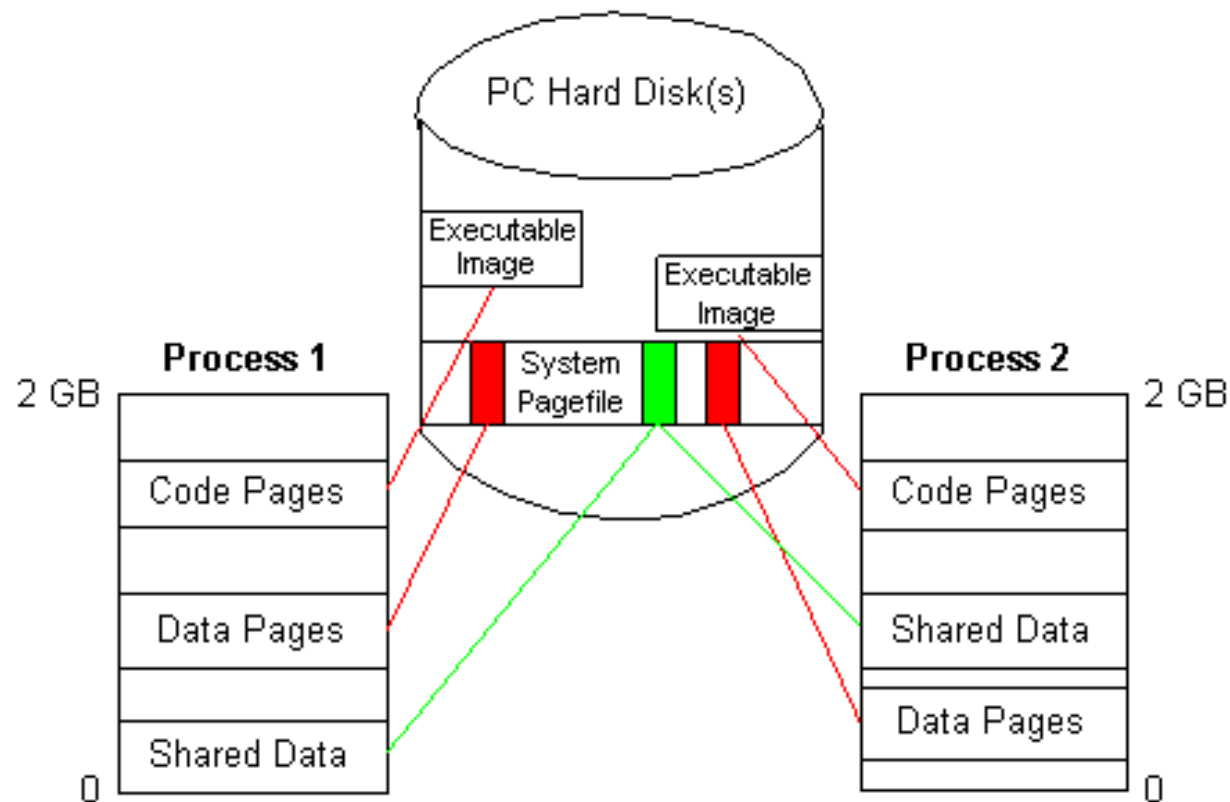 PC Hard Disk(s)
Executable
Image
Executable
Image
System
Pagefile
Process 1
2 GB
Code Pages
Data Pages
Shared Data
0
Process 2
2 GB
Code Pages
Shared Data
Data Pages
0